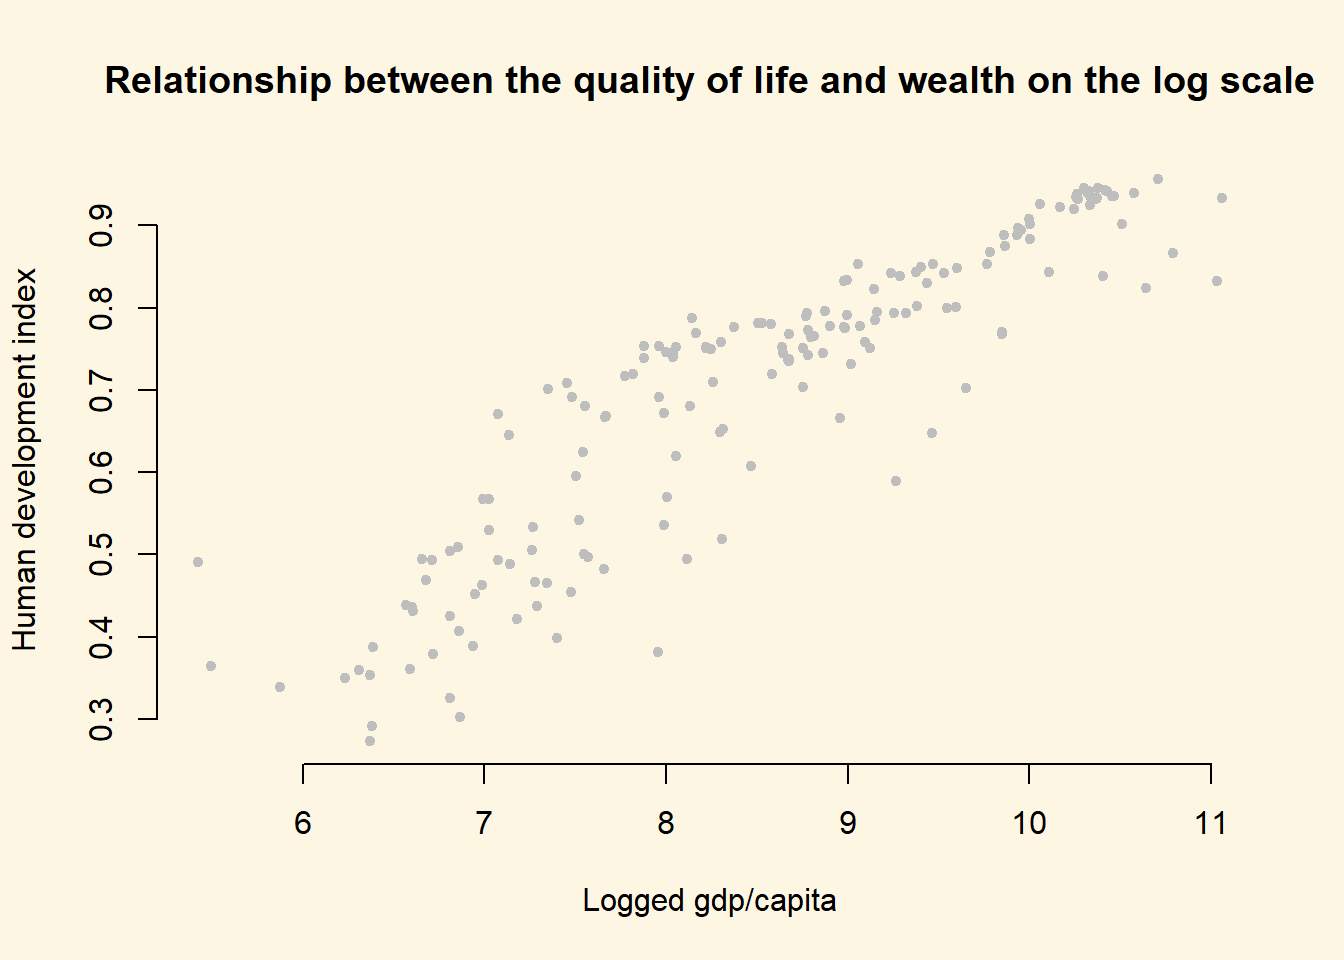 Relationship between the quality of life and wealth on the log scale
Human development index
0.9
0.8
0.7
0.6
0.5
0.4
0.3
6 7 8 9 10 11
Logged gdp/capita